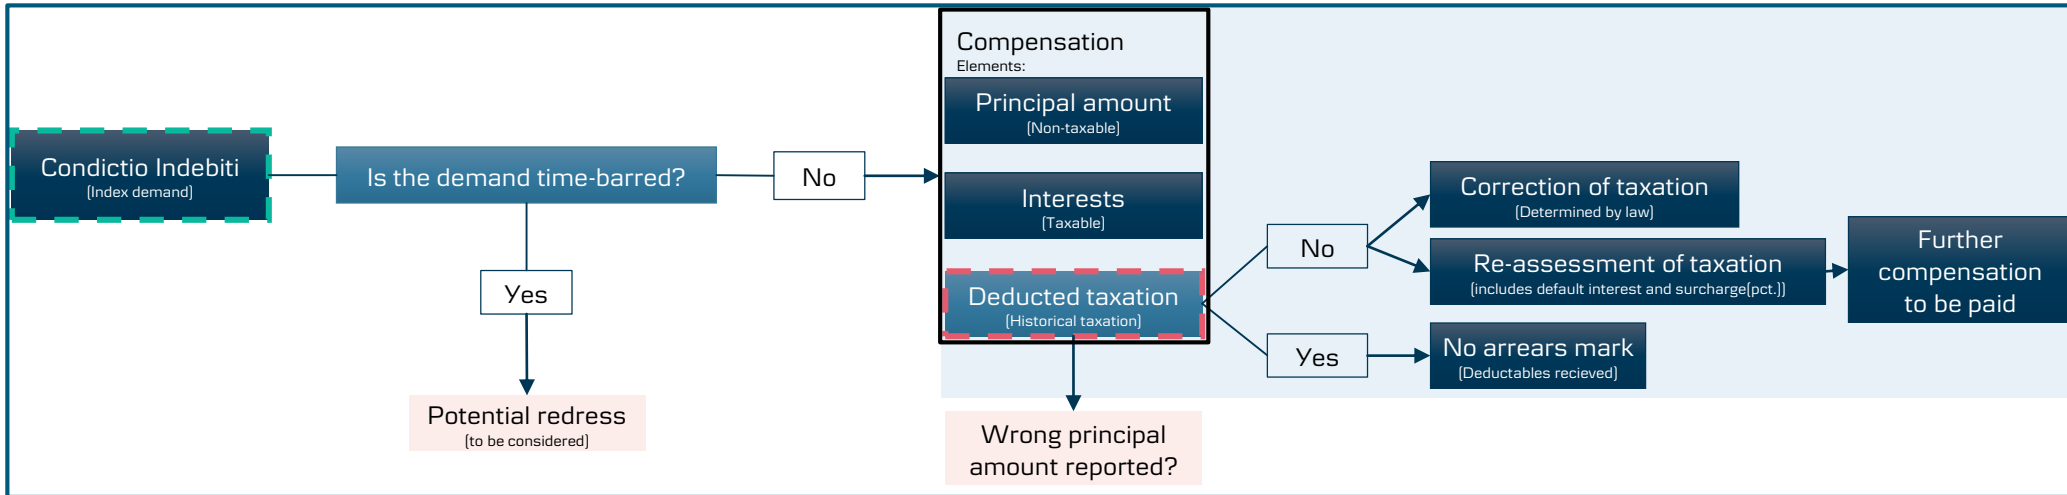 Condictio Indebiti
(Index demand)
Is the demand time-barred?
No
Yes
Potential redress
(to be considered)
Compensation
Elements:
Principal amount
(Non-taxable)
Interests
(Taxable)
Deducted taxation
(Historical taxation)
Wrong principal
amount reported?
No
Correction of taxation
(Determined by law)
Re-assessment of taxation
(includes default interest and surcharge(pct.))
Further
compensation
to be paid
Yes
No arrears mark
(Deductables recieved)